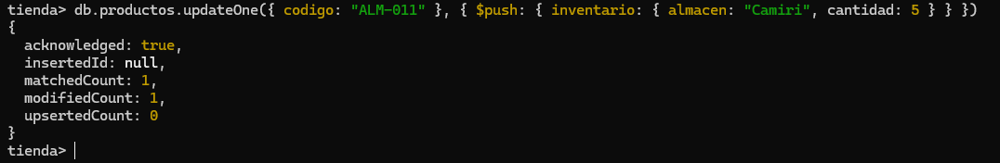 tienda> db.productos.updateOne({ codigo: "ALM-011" }, { $push: { inventario: { almacen: "Camiri", cantidad: 5 } } })
{
  acknowledged: true,
  insertedId: null,
  matchedCount: 1,
  modifiedCount: 1,
  upsertedCount: 0
}
tienda>